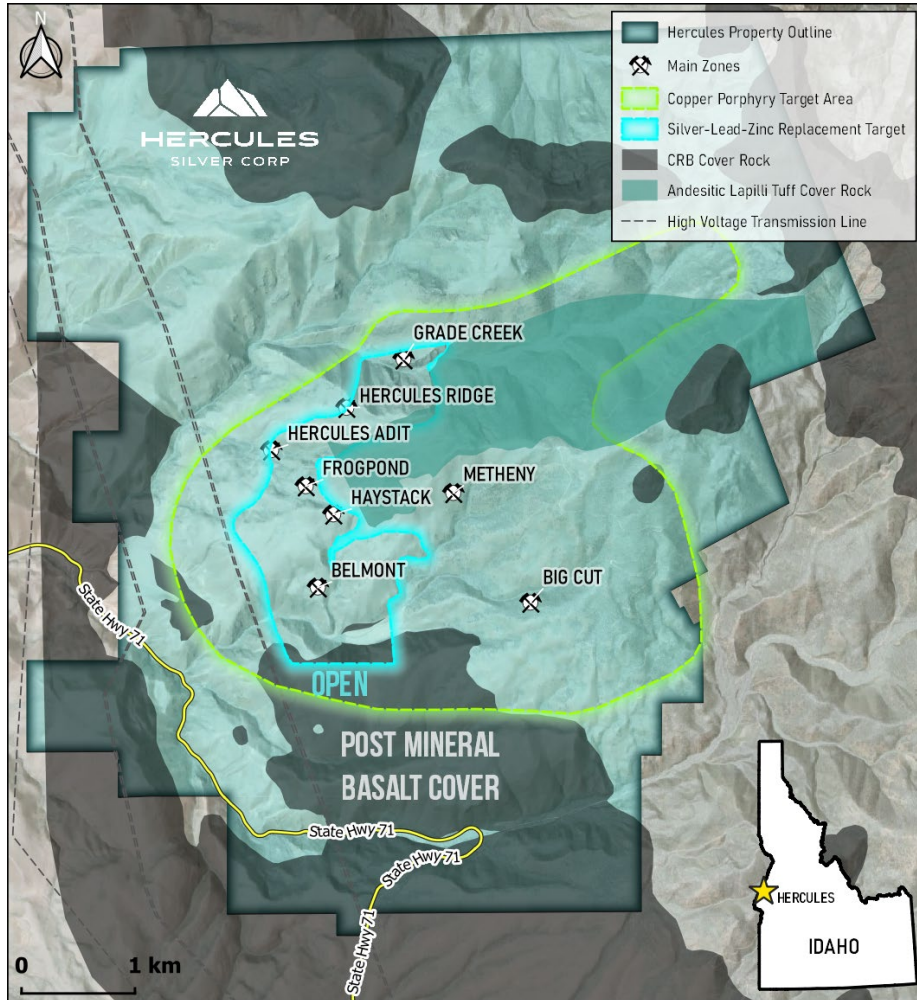 N
HERCULES
SILVER CORP
Hercules Property Outline
Main Zones
Copper Porphyry Target Area
Silver-Lead-Zinc Replacement Target
CRB Cover Rock
Andesitic Lapilli Tuff Cover Rock
High Voltage Transmission Line
GRADE CREEK
HERCULES RIDGE
HERCULES ADIT
FROGPOND
METHENY
HAYSTACK
BELMONT
BIG CUT
State Hwy-71
OPEN
POST MINERAL
BASALT COVER
State Hwy-71
State Hwy-71
State Hwy-71
HERCULES
IDAHO
0 1 km